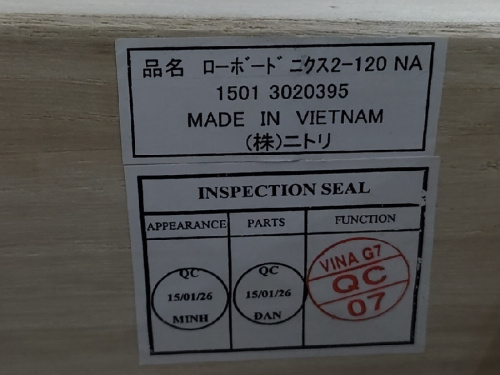 品名 ローボード ニクス2-120 NA
1501 3020395
MADE IN VIETNAM
(株)ニトリ
INSPECTION SEAL
APPEARANCE PARTS FUNCTION
QC
15/01/26
MINH
QC
15/01/26
DAN
VINA G7
QC
07